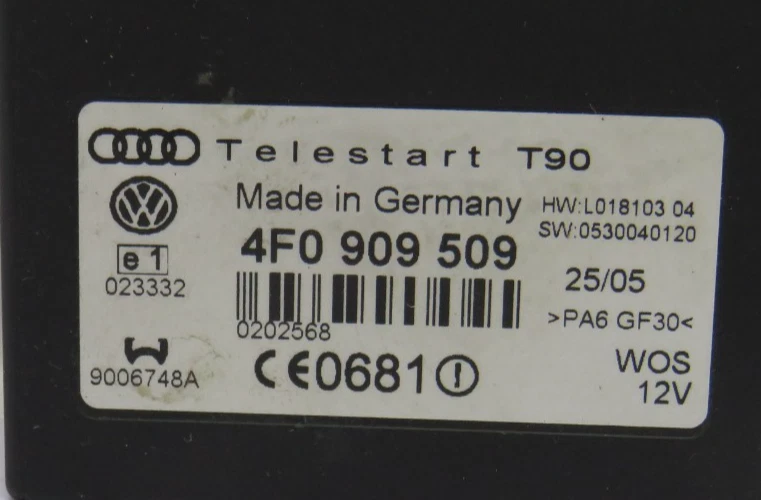 Telestart T90
Made in Germany
HW:L018103 04
SW:0530040120
e1
023332
4F0 909 509
25/05
0202568
>PA6 GF30<
9006748A
CE0681
WOS
12V